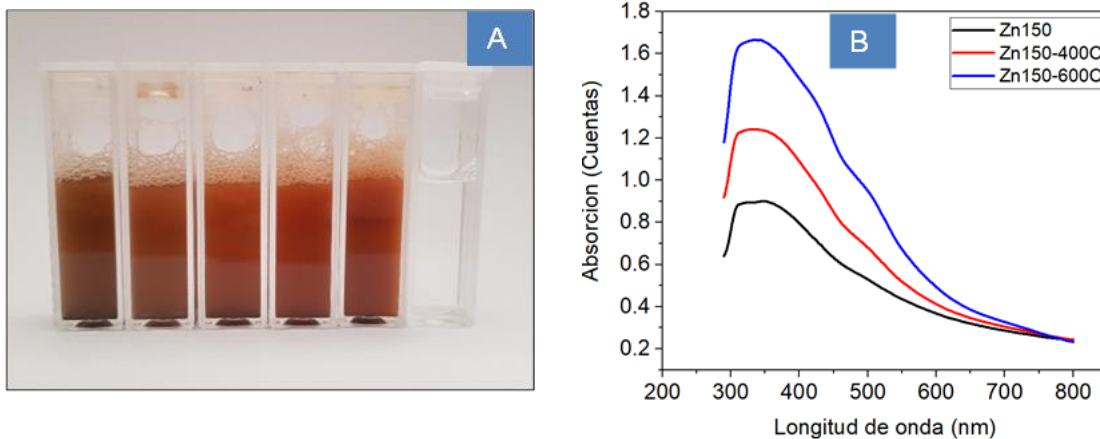 A
B
Zn150
Zn150-400C
Zn150-600C
1.8
1.6
1.4
1.2
1.0
0.8
0.6
0.4
0.2
Absorcion (Cuentas)
200 300 400 500 600 700 800
Longitud de onda (nm)